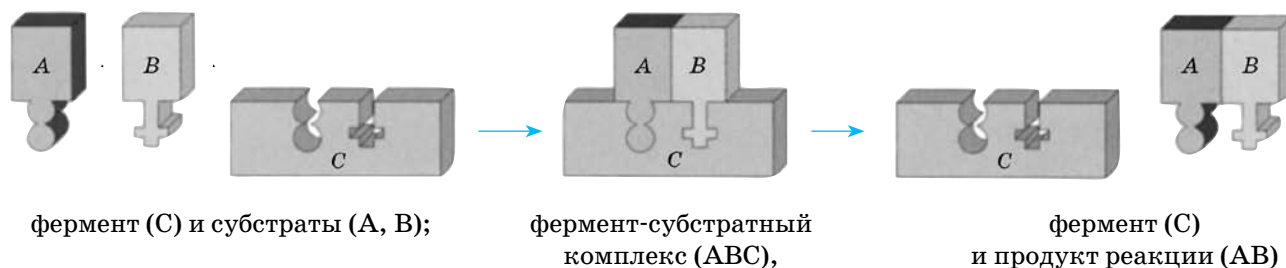 A
B
C
A
B
C
C
A
B
фермент (C) и субстраты (A, B);
фермент-субстратный
комплекс (ABC),
фермент (C)
и продукт реакции (AB)